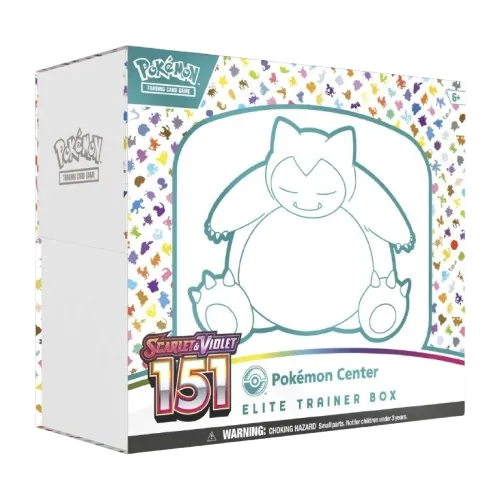 Pokémon
TRADING CARD GAME
6+
Pokémon
TRADING CARD GAME
SCARLET & VIOLET
151
Pokémon Center
ELITE TRAINER BOX
WARNING: CHOKING HAZARD Small parts. Not for children under 3 years.